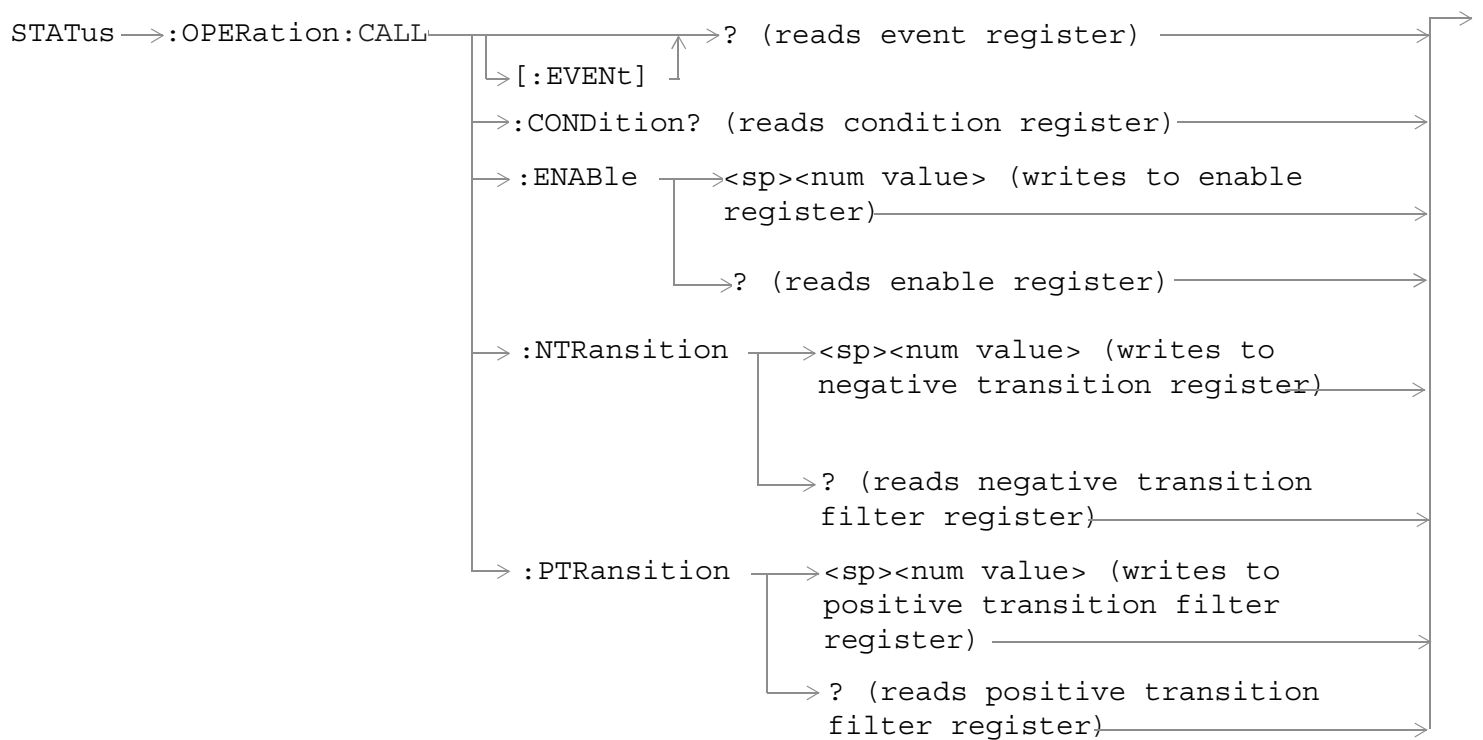 STATus :OPERation:CALL ? (reads event register)
[:EVENt]
:CONDition? (reads condition register)
:ENABle <sp><num value> (writes to enable
register)
? (reads enable register)
:NTRansition <sp><num value> (writes to
negative transition register)
? (reads negative transition
filter register)
:PTRansition <sp><num value> (writes to
positive transition filter
register)
? (reads positive transition
filter register)